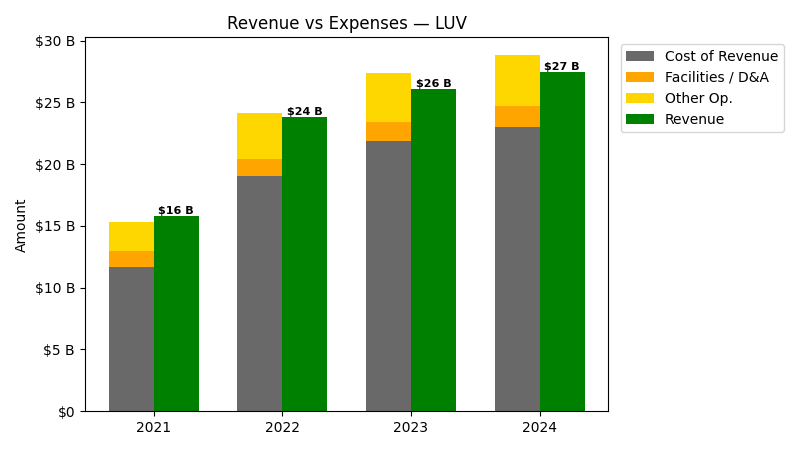 Revenue vs Expenses — LUV
$30 B
$25 B
$20 B
$15 B
$10 B
$5 B
$0
Amount
$16 B
$24 B
$26 B
$27 B
2021
2022
2023
2024
Cost of Revenue
Facilities / D&A
Other Op.
Revenue